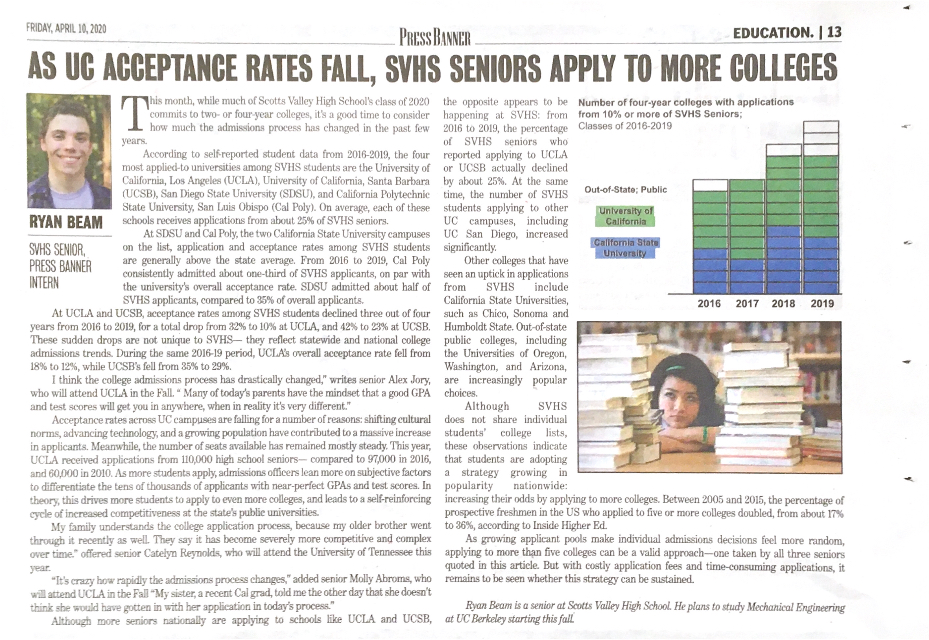 FRIDAY, APRIL 10, 2020
PRESS BANNER
EDUCATION. | 13
AS UC ACCEPTANCE RATES FALL, SVHS SENIORS APPLY TO MORE COLLEGES
RYAN BEAM
SVHS SENIOR,
PRESS BANNER
INTERN
This month, while much of Scotts Valley High School's class of 2020
commits to two- or four-year colleges, it's a good time to consider
how much the admissions process has changed in the past few
years.
According to self-reported student data from 2016-2019, the four
most applied-to universities among SVHS students are the University of
California, Los Angeles (UCLA), University of California, Santa Barbara
(UCSB), San Diego State University (SDSU), and California Polytechnic
State University, San Luis Obispo (Cal Poly). On average, each of these
schools receives applications from about 25% of SVHS seniors.
At SDSU and Cal Poly, the two California State University campuses
on the list, application and acceptance rates among SVHS students
are generally above the state average. From 2016 to 2019, Cal Poly
consistently admitted about one-third of SVHS applicants, on par with
the university's overall acceptance rate. SDSU admitted about half of
SVHS applicants, compared to 35% of overall applicants.
At UCLA and UCSB, acceptance rates among SVHS students declined three out of four
years from 2016 to 2019, for a total drop from 32% to 10% at UCLA, and 42% to 23% at UCSB.
These sudden drops are not unique to SVHS— they reflect statewide and national college
admissions trends. During the same 2016-19 period, UCLA's overall acceptance rate fell from
18% to 12%, while UCSB's fell from 35% to 29%.
I think the college admissions process has drastically changed," writes senior Alex Jory,
who will attend UCLA in the Fall. " Many of today's parents have the mindset that a good GPA
and test scores will get you in anywhere, when in reality it's very different."
Acceptance rates across UC campuses are falling for a number of reasons: shifting cultural
norms, advancing technology, and a growing population have contributed to a massive increase
in applicants. Meanwhile, the number of seats available has remained mostly steady. This year,
UCLA received applications from 110,000 high school seniors— compared to 97,000 in 2016,
and 60,000 in 2010. As more students apply, admissions officers lean more on subjective factors
to differentiate the tens of thousands of applicants with near-perfect GPAs and test scores. In
theory, this drives more students to apply to even more colleges, and leads to a self-reinforcing
cycle of increased competitiveness at the state's public universities.
My family understands the college application process, because my older brother went
through it recently as well. They say it has become severely more competitive and complex
over time." offered senior Catelyn Reynolds, who will attend the University of Tennessee this
year.
"It's crazy how rapidly the admissions process changes," added senior Molly Abroms, who
will attend UCLA in the Fall "My sister, a recent Cal grad, told me the other day that she doesn't
think she would have gotten in with her application in today's process."
Although more seniors nationally are applying to schools like UCLA and UCSB,
the opposite appears to be
happening at SVHS: from
2016 to 2019, the percentage
of SVHS seniors who
reported applying to UCLA
or UCSB actually declined
by about 25%. At the same
time, the number of SVHS
students applying to other
UC campuses, including
UC San Diego, increased
significantly.
Other colleges that have
seen an uptick in applications
from SVHS include
California State Universities,
such as Chico, Sonoma and
Humboldt State. Out-of-state
public colleges, including
the Universities of Oregon,
Washington, and Arizona,
are increasingly popular
choices.
Although SVHS
does not share individual
students' college lists,
these observations indicate
that students are adopting
a strategy growing in
popularity nationwide:
increasing their odds by applying to more colleges. Between 2005 and 2015, the percentage of
prospective freshmen in the US who applied to five or more colleges doubled, from about 17%
to 36%, according to Inside Higher Ed.
As growing applicant pools make individual admissions decisions feel more random,
applying to more than five colleges can be a valid approach—one taken by all three seniors
quoted in this article. But with costly application fees and time-consuming applications, it
remains to be seen whether this strategy can be sustained.
Ryan Beam is a senior at Scotts Valley High School. He plans to study Mechanical Engineering
at UC Berkeley starting this fall.
Number of four-year colleges with applications
from 10% or more of SVHS Seniors;
Classes of 2016-2019
Out-of-State; Public
University of
California
California State
University
2016 2017 2018 2019